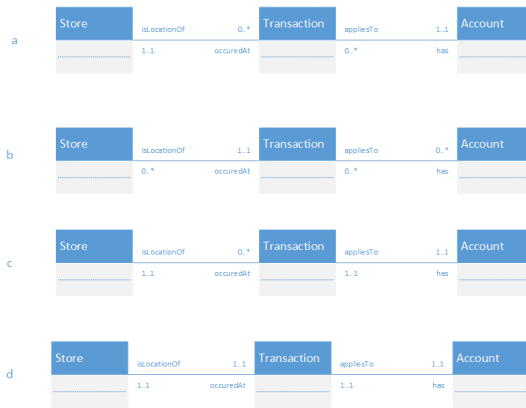 a
Store isLocationOf 0..* Transaction appliesTo 1..1 Account
1..1 occuredAt 0..* has
b
Store isLocationOf 1..1 Transaction appliesTo 0..* Account
0..* occuredAt 0..* has
c
Store isLocationOf 0..* Transaction appliesTo 1..1 Account
1..1 occuredAt 1..1 has
d
Store isLocationOf 1..1 Transaction appliesTo 1..1 Account
1..1 occuredAt 1..1 has